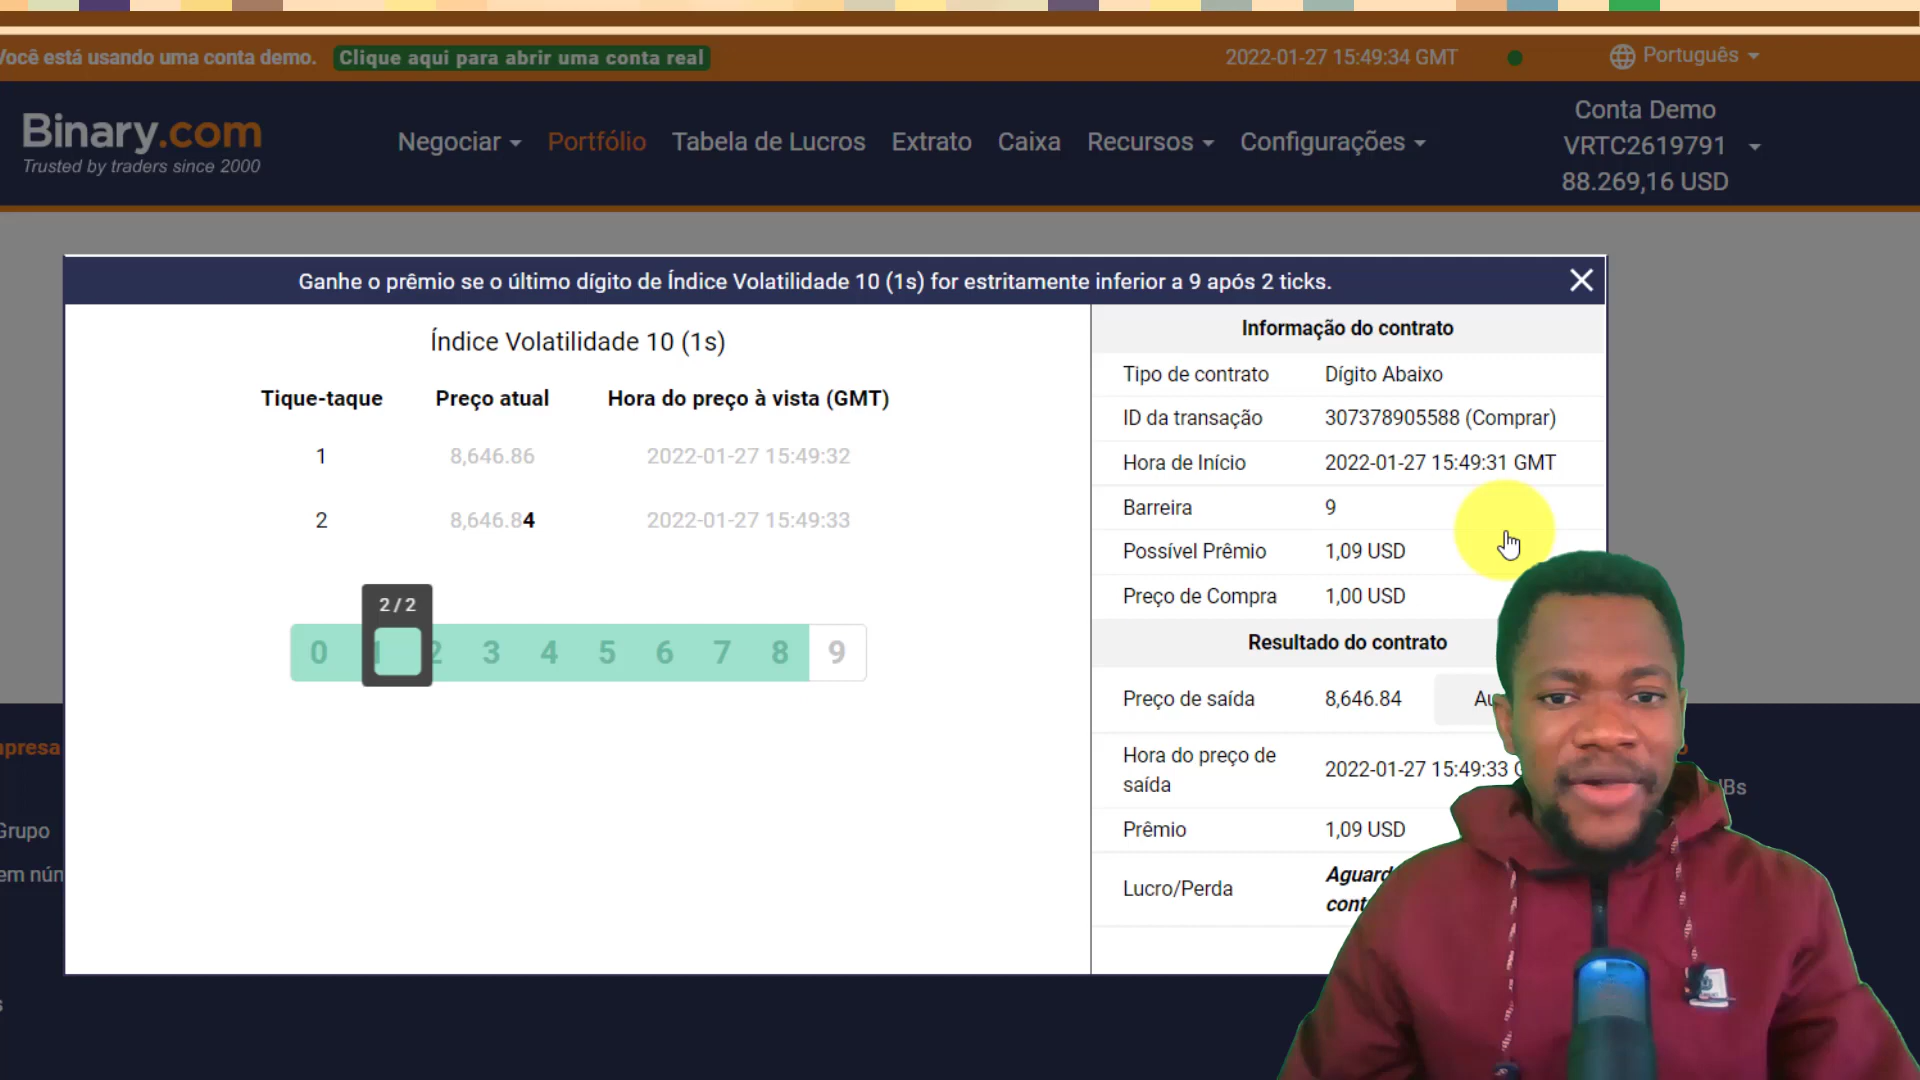 Você está usando uma conta demo. Clique aqui para abrir uma conta real 2022-01-27 15:49:34 GMT Português
Binary.com
Trusted by traders since 2000
Negociar Portfólio Tabela de Lucros Extrato Caixa Recursos Configurações
Conta Demo
VRTC2619791
88.269,16 USD
Ganhe o prêmio se o último dígito de Índice Volatilidade 10 (1s) for estritamente inferior a 9 após 2 ticks.
Índice Volatilidade 10 (1s)
Tique-taque Preço atual Hora do preço à vista (GMT)
1 8,646.86 2022-01-27 15:49:32
2 8,646.84 2022-01-27 15:49:33
2 / 2
0 1 2 3 4 5 6 7 8 9
Informação do contrato
Tipo de contrato Dígito Abaixo
ID da transação 307378905588 (Comprar)
Hora de Início 2022-01-27 15:49:31 GMT
Barreira 9
Possível Prêmio 1,09 USD
Preço de Compra 1,00 USD
Resultado do contrato
Preço de saída 8,646.84
Hora do preço de
saída 2022-01-27 15:49:33
Prêmio 1,09 USD
Lucro/Perda
Grupo
em